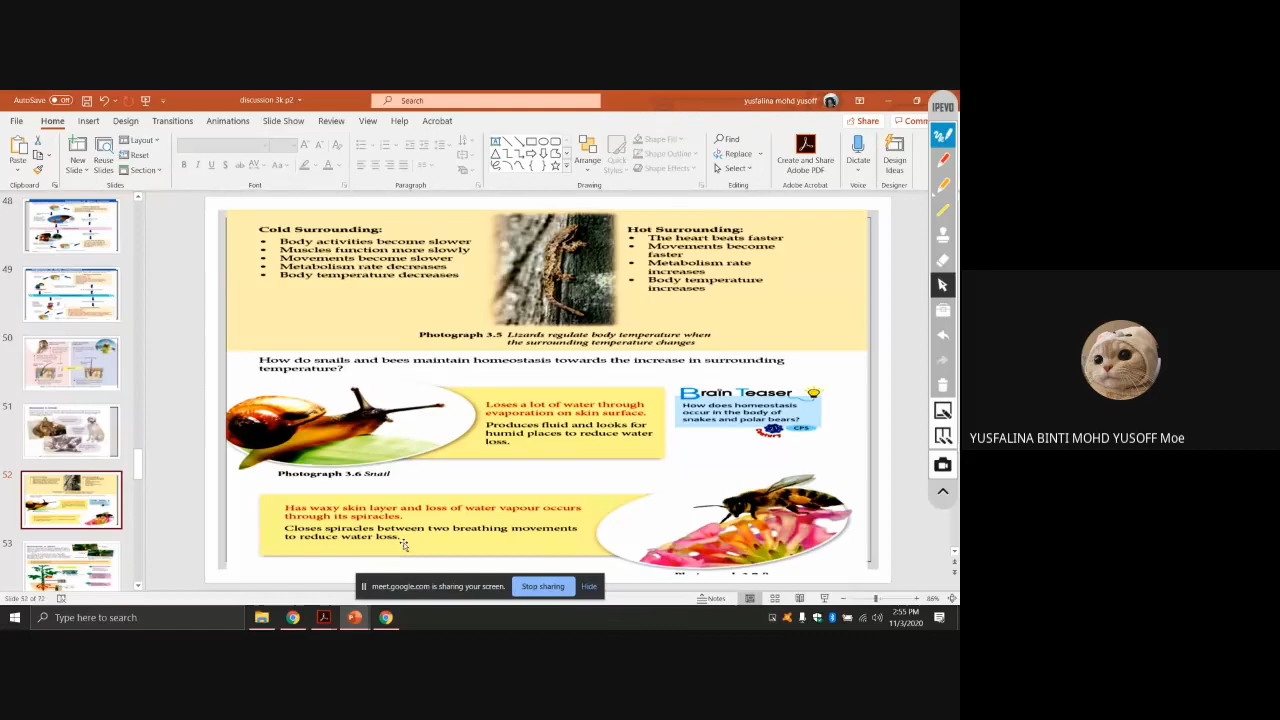 AutoSave Off
discussion 3k p2
Search
yusfalina mohd yusoff
IPEVO
File Home Insert Design Transitions Animations Slide Show Review View Help Acrobat
Share Comm
Paste
New Slide
Reuse Slides
Layout
Reset
Section
Arrange
Quick Styles
Shape Fill
Shape Outline
Shape Effects
Find
Replace
Select
Create and Share Adobe PDF
Dictate
Design Ideas
Clipboard Slides Font Paragraph Drawing Editing Adobe Acrobat Voice Designer
48
49
50
51
52
53
Cold Surrounding:
• Body activities become slower
• Muscles function more slowly
• Movements become slower
• Metabolism rate decreases
• Body temperature decreases
Hot Surrounding:
• The heart beats faster
• Movements become
faster
• Metabolism rate
increases
• Body temperature
increases
Photograph 3.5 Lizards regulate body temperature when
the surrounding temperature changes
How do snails and bees maintain homeostasis towards the increase in surrounding
temperature?
Loses a lot of water through
evaporation on skin surface.
Produces fluid and looks for
humid places to reduce water
loss.
Brain Teaser
How does homeostasis
occur in the body of
snakes and polar bears?
CPS
Photograph 3.6 Snail
Has waxy skin layer and loss of water vapour occurs
through its spiracles.
Closes spiracles between two breathing movements
to reduce water loss.
meet.google.com is sharing your screen. Stop sharing Hide
Slide 52 of 72
Notes
86%
Type here to search
2:55 PM
11/3/2020
YUSFALINA BINTI MOHD YUSOFF Moe